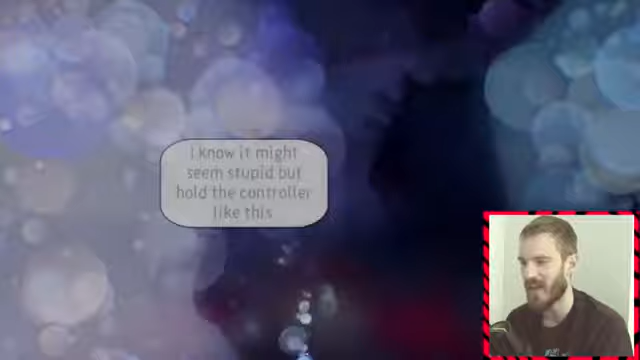 I know it might
seem stupid but
hold the controller
like this